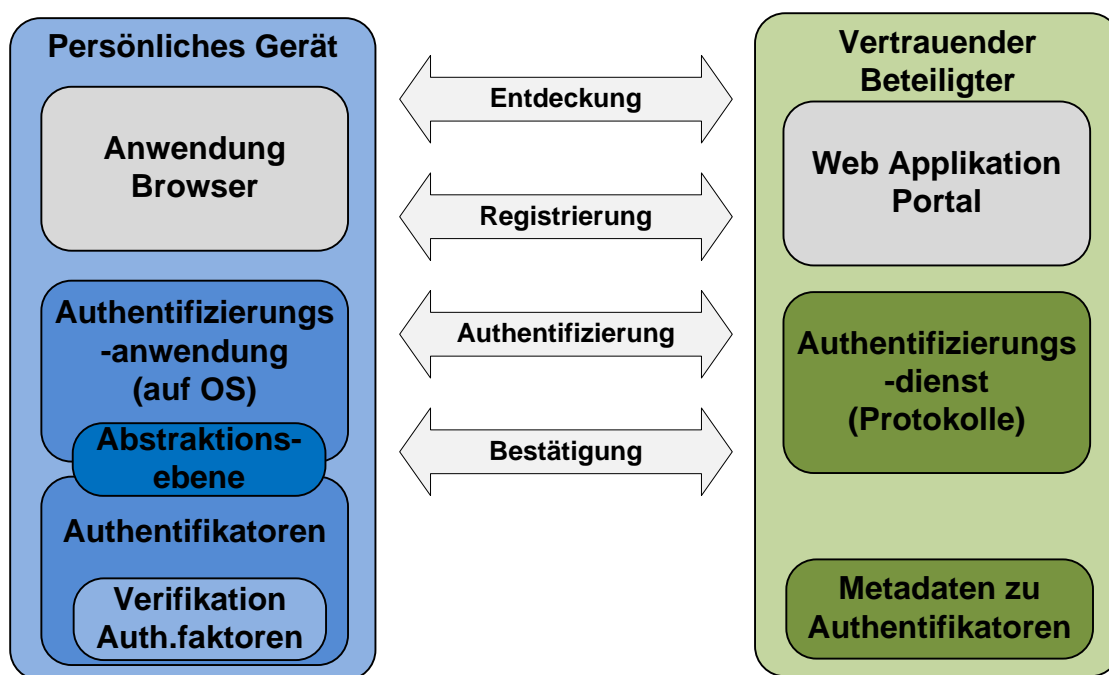 Persönliches Gerät
Anwendung
Browser
Authentifizierungs
-anwendung
(auf OS)
Abstraktions-
ebene
Authentifikatoren
Verifikation
Auth.faktoren
Entdeckung
Registrierung
Authentifizierung
Bestätigung
Vertrauender
Beteiligter
Web Applikation
Portal
Authentifizierungs
-dienst
(Protokolle)
Metadaten zu
Authentifikatoren